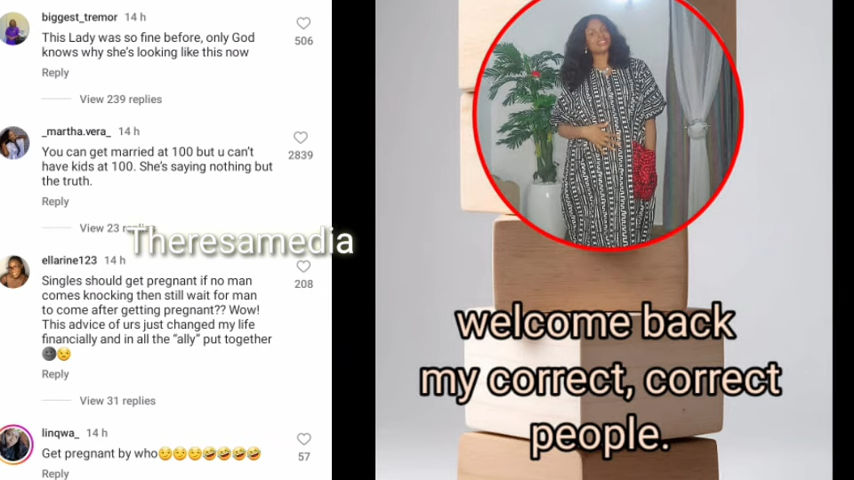 biggest_tremor 14 h
This Lady was so fine before, only God
knows why she's looking like this now
506
Reply
View 239 replies
_martha.vera_ 14 h
You can get married at 100 but u can't
have kids at 100. She's saying nothing but
the truth.
2839
Reply
View 23 replies
Theresamedia
ellarine123 14 h
Singles should get pregnant if no man
comes knocking then still wait for man
to come after getting pregnant?? Wow!
This advice of urs just changed my life
financially and in all the “ally” put together
🌚😒
208
Reply
View 31 replies
linqwa_ 14 h
Get pregnant by who😏😏😏🤣🤣🤣🤣
57
Reply
welcome back
my correct, correct
people.